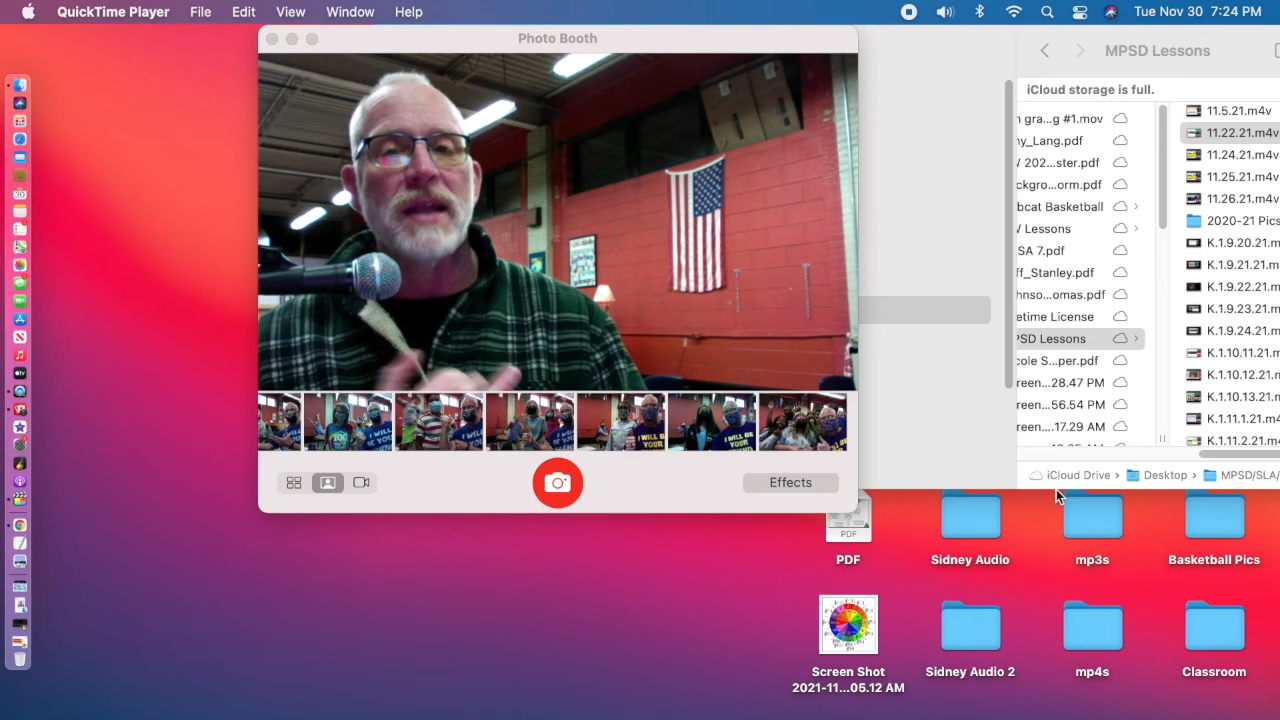 QuickTime Player File Edit View Window Help Tue Nov 30 7:24 PM
Photo Booth
MPSD Lessons
iCloud storage is full.
n gra...g #1.mov
ny_Lang.pdf
/ 202...ster.pdf
ckgro...orm.pdf
bcat Basketball
/ Lessons
SA 7.pdf
ff_Stanley.pdf
hnso...omas.pdf
etime License
PSD Lessons
cole S...per.pdf
reen...28.47 PM
reen...56.54 PM
reen....17.29 AM
11.5.21.m4v
11.22.21.m4v
11.24.21.m4v
11.25.21.m4v
11.26.21.m4v
2020-21 Pics
K.1.9.20.21.m
K.1.9.21.21.m
K.1.9.22.21.m
K.1.9.23.21.m
K.1.9.24.21.m
K.1.10.11.21.m
K.1.10.12.21.m
K.1.10.13.21.m
K.1.11.1.21.m4
K.1.11.2.21.m4
iCloud Drive › Desktop › MPSD/SLA/
Effects
30
100
I WILL BE YOUR FRIEND
PDF
PDF
Sidney Audio
mp3s
Basketball Pics
Screen Shot
2021-11...05.12 AM
Sidney Audio 2
mp4s
Classroom